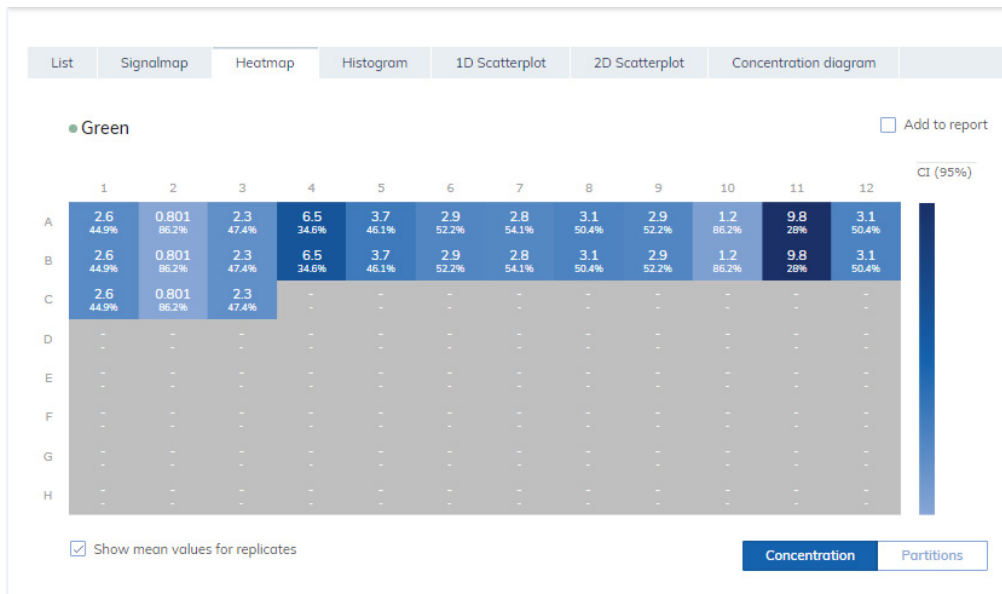 List Signalmap Heatmap Histogram 1D Scatterplot 2D Scatterplot Concentration diagram
Green
Add to report
CI (95%)
1 2 3 4 5 6 7 8 9 10 11 12
A 2.6 0.801 2.3 6.5 3.7 2.9 2.8 3.1 2.9 1.2 9.8 3.1
44.9% 86.2% 47.4% 34.6% 46.1% 52.2% 54.1% 50.4% 52.2% 86.2% 28% 50.4%
B 2.6 0.801 2.3 6.5 3.7 2.9 2.8 3.1 2.9 1.2 9.8 3.1
44.9% 86.2% 47.4% 34.6% 46.1% 52.2% 54.1% 50.4% 52.2% 86.2% 28% 50.4%
C 2.6 0.801 2.3 - - - - - - - - -
44.9% 86.2% 47.4% - - - - - - - - -
D - - - - - - - - - - - -
- - - - - - - - - - - -
E - - - - - - - - - - - -
- - - - - - - - - - - -
F - - - - - - - - - - - -
- - - - - - - - - - - -
G - - - - - - - - - - - -
- - - - - - - - - - - -
H - - - - - - - - - - - -
- - - - - - - - - - - -
Show mean values for replicates
Concentration Partitions